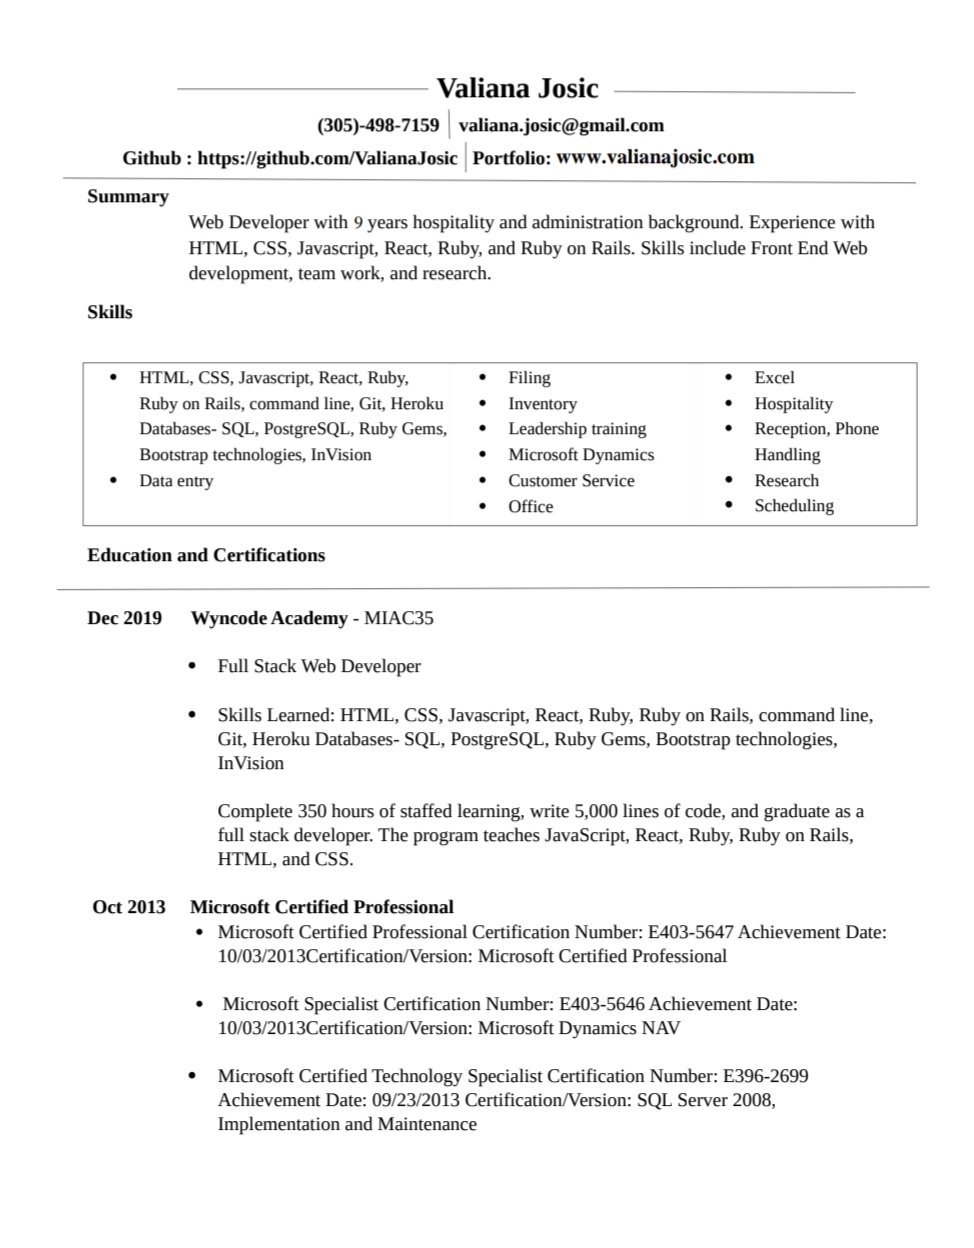 Valiana Josic
(305)-498-7159 valiana.josic@gmail.com
Github : https://github.com/ValianaJosic Portfolio: www.valianajosic.com
Summary
Web Developer with 9 years hospitality and administration background. Experience with
HTML, CSS, Javascript, React, Ruby, and Ruby on Rails. Skills include Front End Web
development, team work, and research.
Skills
• HTML, CSS, Javascript, React, Ruby,
Ruby on Rails, command line, Git, Heroku
Databases- SQL, PostgreSQL, Ruby Gems,
Bootstrap technologies, InVision
• Data entry
• Filing
• Inventory
• Leadership training
• Microsoft Dynamics
• Customer Service
• Office
• Excel
• Hospitality
• Reception, Phone
Handling
• Research
• Scheduling
Education and Certifications
Dec 2019 Wyncode Academy - MIAC35
• Full Stack Web Developer
• Skills Learned: HTML, CSS, Javascript, React, Ruby, Ruby on Rails, command line,
Git, Heroku Databases- SQL, PostgreSQL, Ruby Gems, Bootstrap technologies,
InVision
Complete 350 hours of staffed learning, write 5,000 lines of code, and graduate as a
full stack developer. The program teaches JavaScript, React, Ruby, Ruby on Rails,
HTML, and CSS.
Oct 2013 Microsoft Certified Professional
• Microsoft Certified Professional Certification Number: E403-5647 Achievement Date:
10/03/2013Certification/Version: Microsoft Certified Professional
• Microsoft Specialist Certification Number: E403-5646 Achievement Date:
10/03/2013Certification/Version: Microsoft Dynamics NAV
• Microsoft Certified Technology Specialist Certification Number: E396-2699
Achievement Date: 09/23/2013 Certification/Version: SQL Server 2008,
Implementation and Maintenance